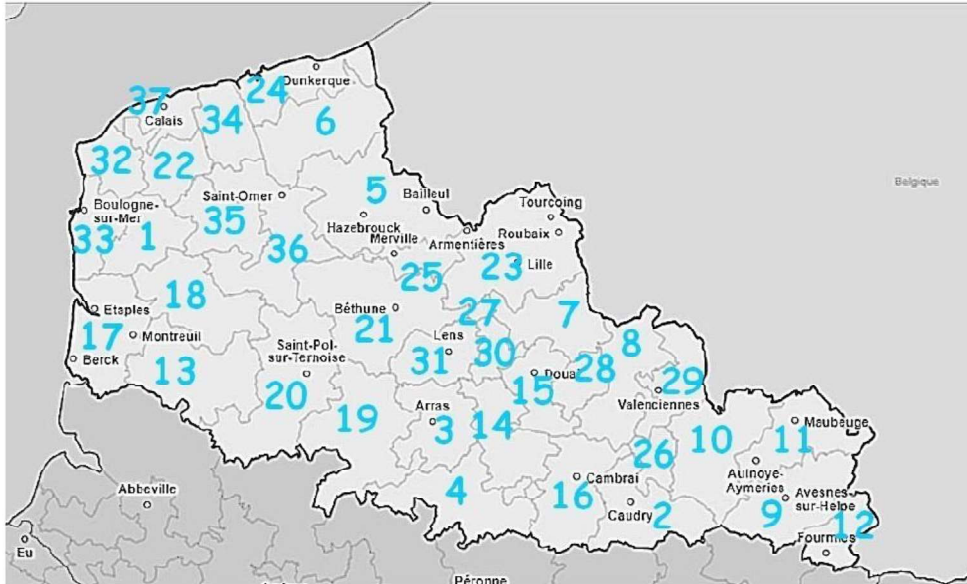 Dunkerque
24
37
Calais
34
6
32
22
5
Bailleul
Belgique
Saint-Omer
Tourcoing
Boulogne-
sur-Mer
35
Hazebrouck
Roubaix
33
1
Merville
Armentières
36
23
Lille
25
18
Etaples
Béthune
27
7
17
Montreuil
21
Lens
8
Saint-Pol-
sur-Ternoise
31
30
Berck
13
28
15
Douai
29
20
Valenciennes
Arras
19
3
14
10
11
Maubeuge
26
Aulnoye-
Aymeries
Cambrai
4
16
Abbeville
Avesnes-
sur-Helpe
Caudry
2
9
12
Fourmies
Eu
Péronne